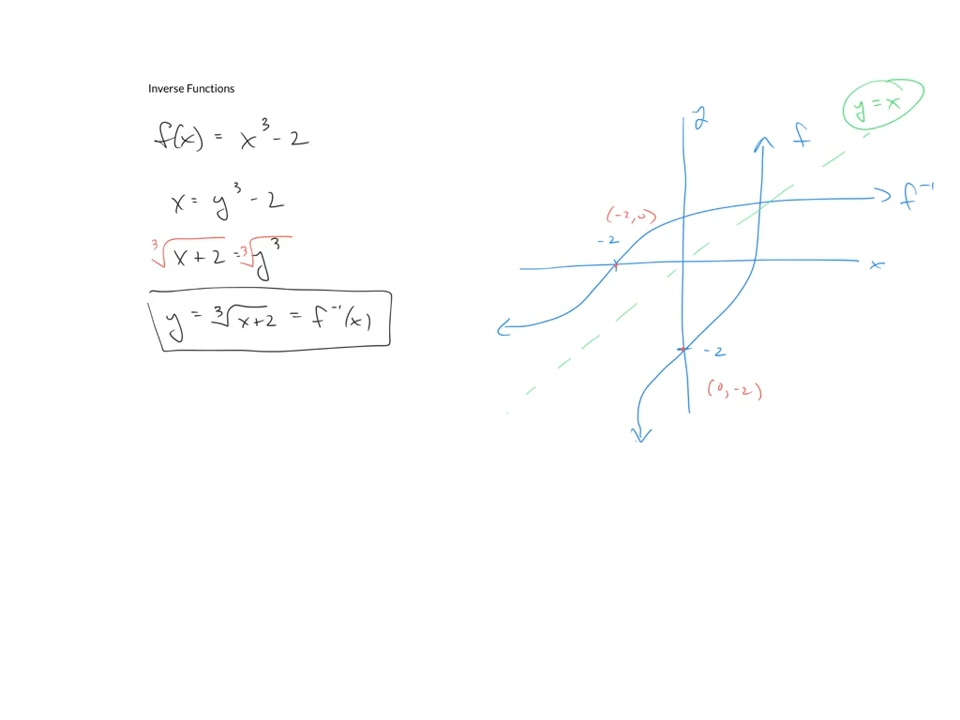 Inverse Functions
f(x) = x³ - 2
x = y³ - 2
∛(x + 2) = ∛(y³)
y = ∛(x+2) = f⁻¹(x)
y = x
y
f
f⁻¹
(-2, 0)
-2
x
-2
(0, -2)